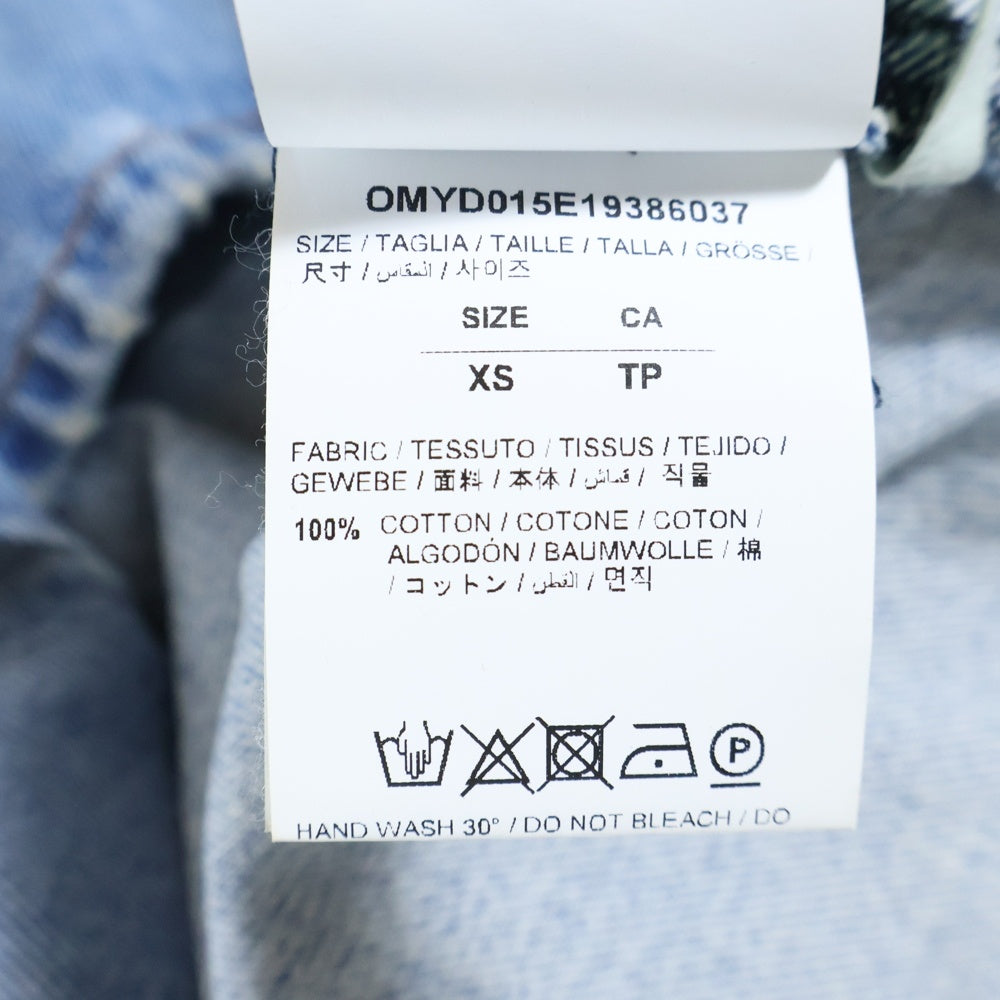 OMYD015E19386037
SIZE / TAGLIA / TAILLE / TALLA / GRÖSSE /
尺寸 / المقاس / 사이즈
SIZE CA
XS TP
FABRIC / TESSUTO / TISSUS / TEJIDO /
GEWEBE / 面料 / 本体 / قماش / 직물
100% COTTON / COTONE / COTON /
ALGODÓN / BAUMWOLLE / 棉
/ コットン / القطن / 면직
P
HAND WASH 30° / DO NOT BLEACH / DO